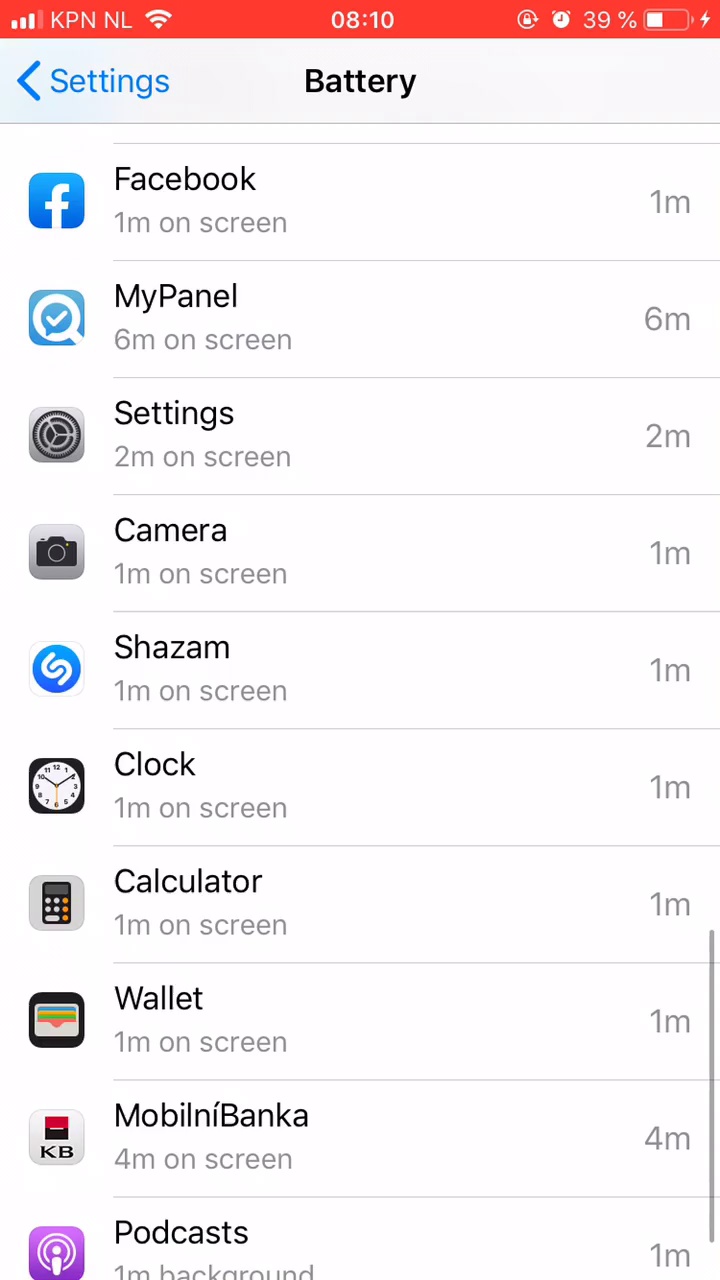 KPN NL 08:10 39 %
Settings Battery
Facebook
1m on screen 1m
MyPanel
6m on screen 6m
Settings
2m on screen 2m
Camera
1m on screen 1m
Shazam
1m on screen 1m
Clock
1m on screen 1m
Calculator
1m on screen 1m
Wallet
1m on screen 1m
KB
MobilníBanka
4m on screen 4m
Podcasts
1m background 1m